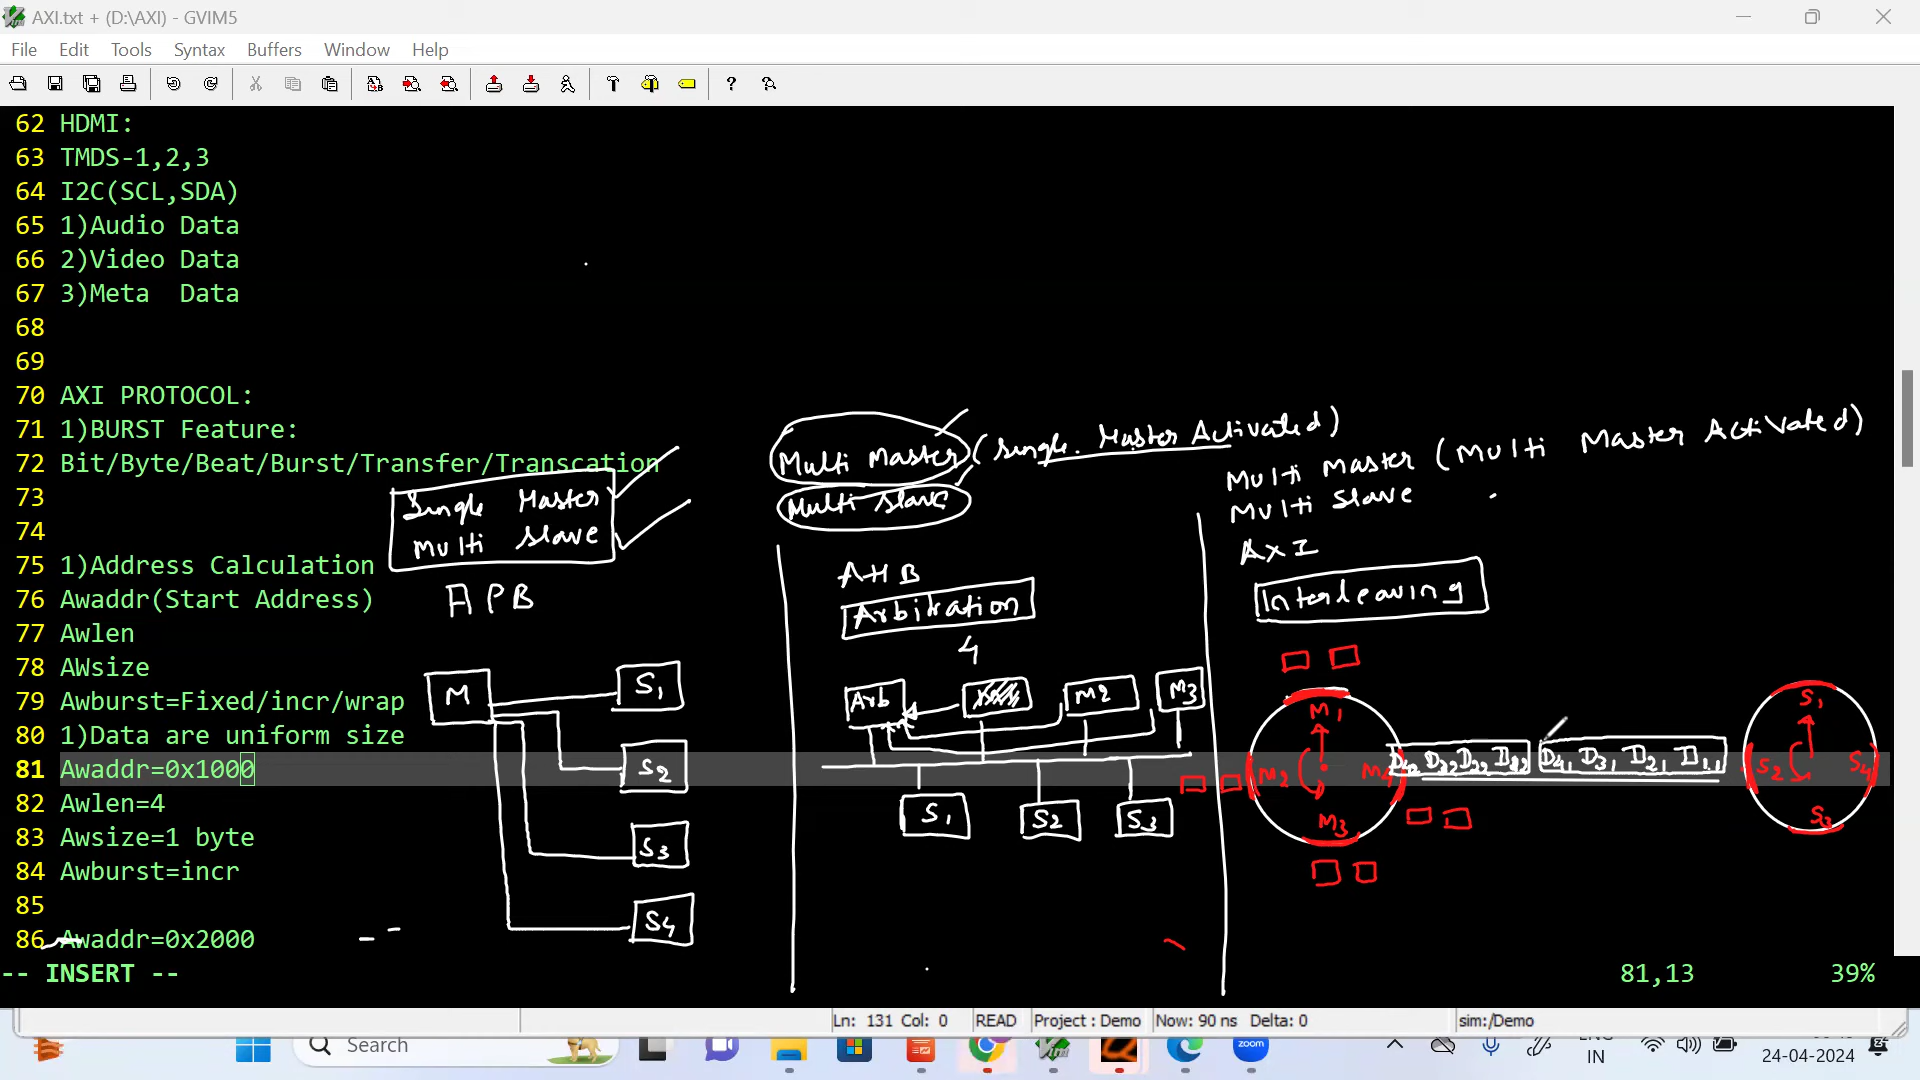 AXI.txt + (D:\AXI) - GVIM5
File Edit Tools Syntax Buffers Window Help
62 HDMI:
63 TMDS-1,2,3
64 I2C(SCL,SDA)
65 1)Audio Data
66 2)Video Data
67 3)Meta  Data
68
69
70 AXI PROTOCOL:
71 1)BURST Feature:
72 Bit/Byte/Beat/Burst/Transfer/Transcation
73
74
75 1)Address Calculation
76 Awaddr(Start Address)
77 Awlen
78 AWsize
79 Awburst=Fixed/incr/wrap
80 1)Data are uniform size
81 Awaddr=0x1000
82 Awlen=4
83 Awsize=1 byte
84 Awburst=incr
85
86 Awaddr=0x2000
-- INSERT --
81,13 39%
Single Master
Multi Slave
APB
M S1
S2
S3
S4
Multi Master (Single Master Activated)
Multi Slave
AHB
Arbitration
4
Arb M2 M3
S1 S2 S3
Multi Master (Multi Master Activated)
Multi Slave
AXI
Interleaving
M1
M2 M4
M3
D41 D31 D21 D11
S1
S2 S4
S3
Ln: 131 Col: 0 READ Project : Demo Now: 90 ns Delta: 0 sim:/Demo
Search
zoom
IN
24-04-2024